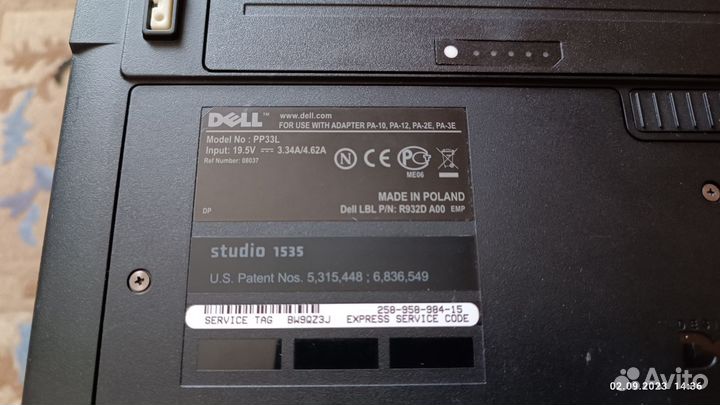 DELL™ www.dell.com
FOR USE WITH ADAPTER PA-10, PA-12, PA-2E, PA-3E
Model No : PP33L
Input: 19.5V 3.34A/4.62A
Ref Number: 08037
N CE PC
ME06
MADE IN POLAND
DP Dell LBL P/N: R932D A00 EMP
studio 1535
U.S. Patent Nos. 5,315,448 ; 6,836,549
250-950-904-15
SERVICE TAG BW9QZ3J EXPRESS SERVICE CODE
02.09.2023 14:36
Avito